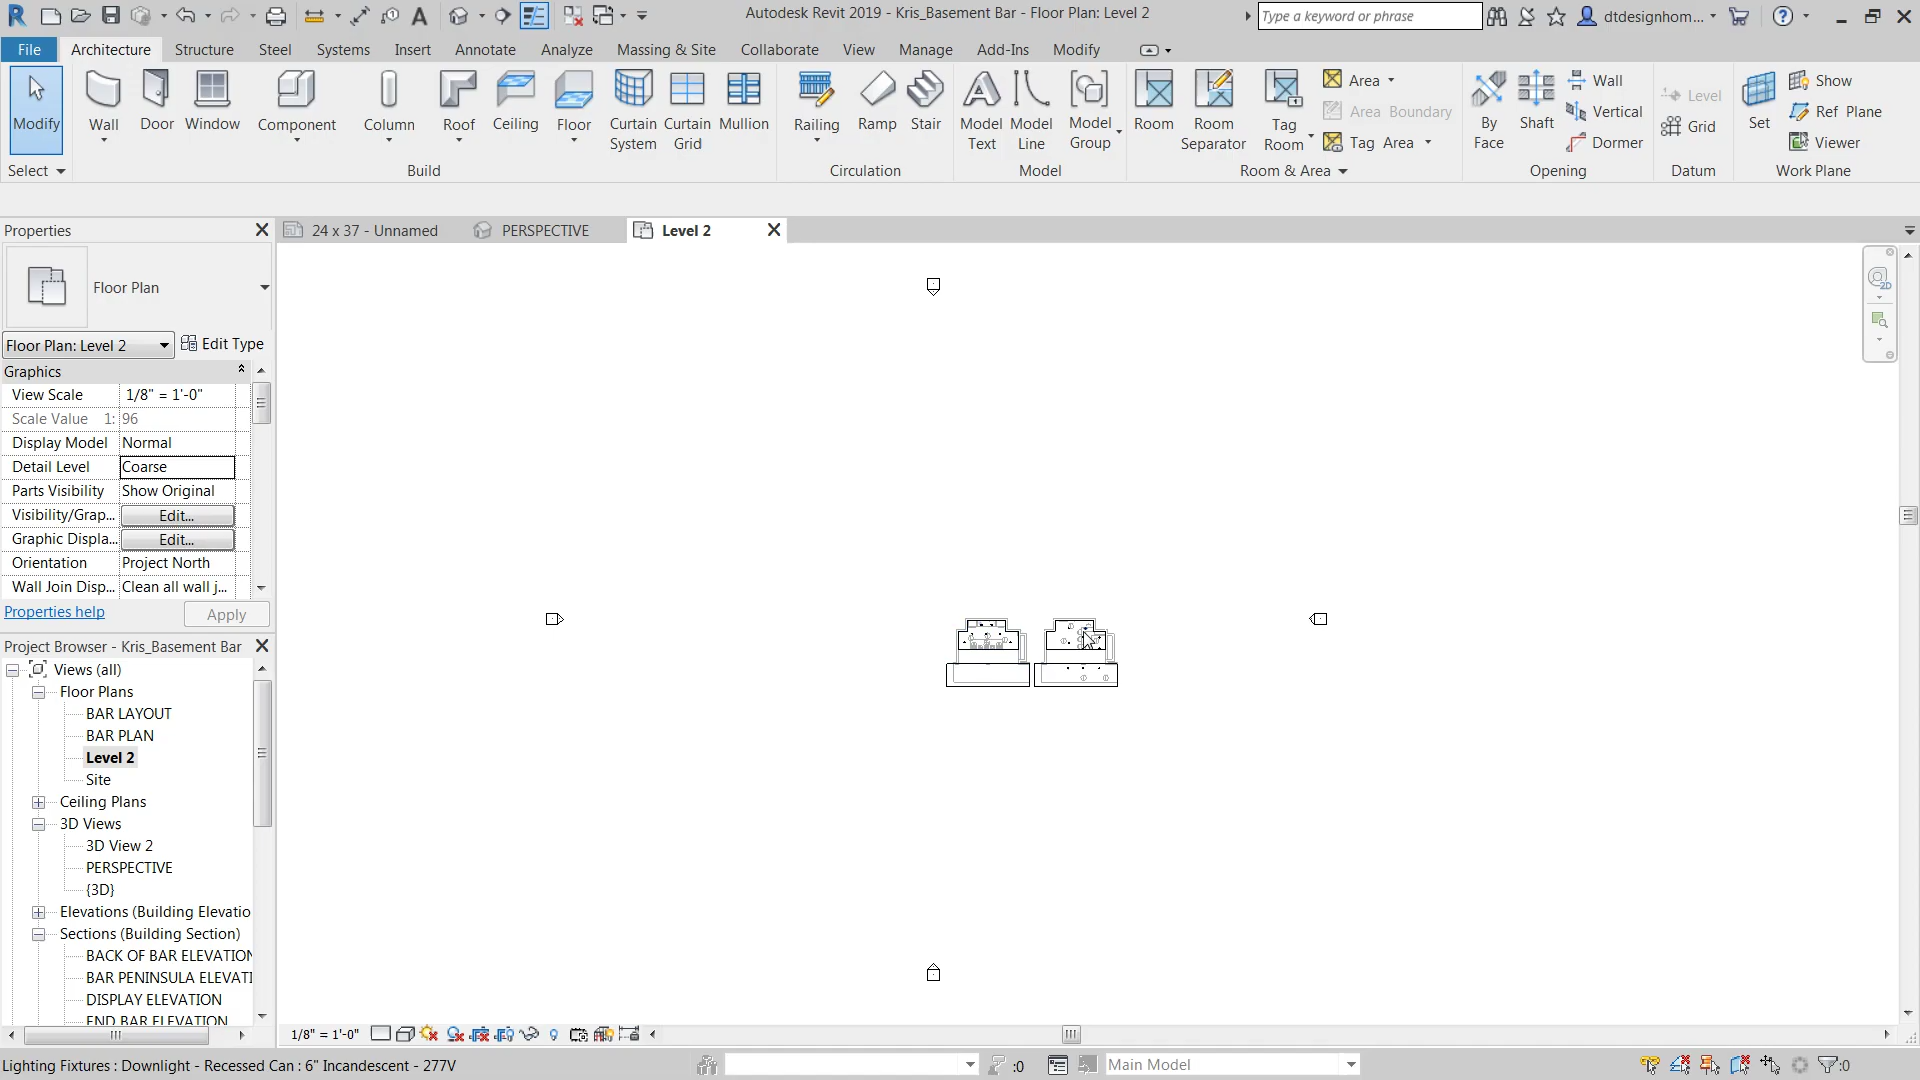 Autodesk Revit 2019 - Kris_Basement Bar - Floor Plan: Level 2
Type a keyword or phrase
dtdesignhom...
File Architecture Structure Steel Systems Insert Annotate Analyze Massing & Site Collaborate View Manage Add-Ins Modify
Modify
Wall
Door
Window
Component
Column
Roof
Ceiling
Floor
Curtain System
Curtain Grid
Mullion
Railing
Ramp
Stair
Model Text
Model Line
Model Group
Room
Room Separator
Tag Room
Area
Area Boundary
Tag Area
By Face
Shaft
Wall
Vertical
Dormer
Level
Grid
Set
Show
Ref Plane
Viewer
Select
Build
Circulation
Model
Room & Area
Opening
Datum
Work Plane
Properties
24 x 37 - Unnamed
PERSPECTIVE
Level 2
2D
Floor Plan
Floor Plan: Level 2
Edit Type
Graphics
View Scale 1/8" = 1'-0"
Scale Value 1: 96
Display Model Normal
Detail Level Coarse
Parts Visibility Show Original
Visibility/Grap... Edit...
Graphic Displa... Edit...
Orientation Project North
Wall Join Disp... Clean all wall j...
Properties help
Apply
Project Browser - Kris_Basement Bar
Views (all)
Floor Plans
BAR LAYOUT
BAR PLAN
Level 2
Site
Ceiling Plans
3D Views
3D View 2
PERSPECTIVE
{3D}
Elevations (Building Elevatio
Sections (Building Section)
BACK OF BAR ELEVATION
BAR PENINSULA ELEVATI
DISPLAY ELEVATION
END BAR ELEVATION
1/8" = 1'-0"
Lighting Fixtures : Downlight - Recessed Can : 6" Incandescent - 277V
:0
Main Model
:0